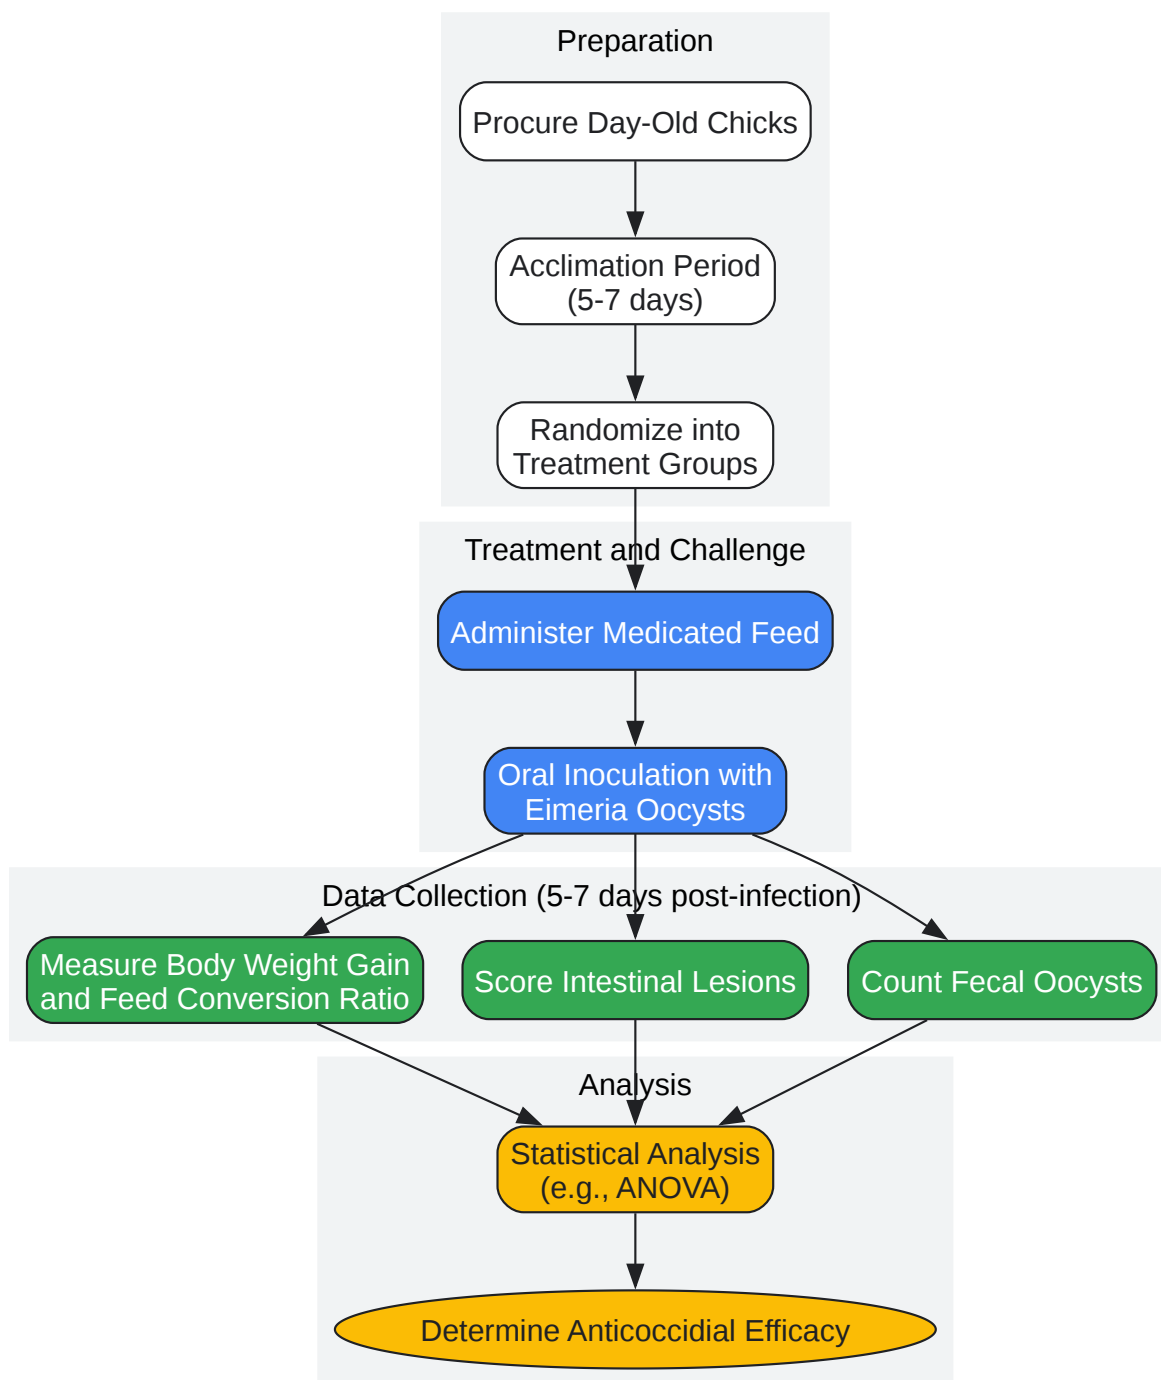 Preparation
Procure Day-Old Chicks
Acclimation Period
(5-7 days)
Randomize into
Treatment Groups
Treatment and Challenge
Administer Medicated Feed
Oral Inoculation with
Eimeria Oocysts
Data Collection (5-7 days post-infection)
Measure Body Weight Gain
and Feed Conversion Ratio
Score Intestinal Lesions
Count Fecal Oocysts
Analysis
Statistical Analysis
(e.g., ANOVA)
Determine Anticoccidial Efficacy